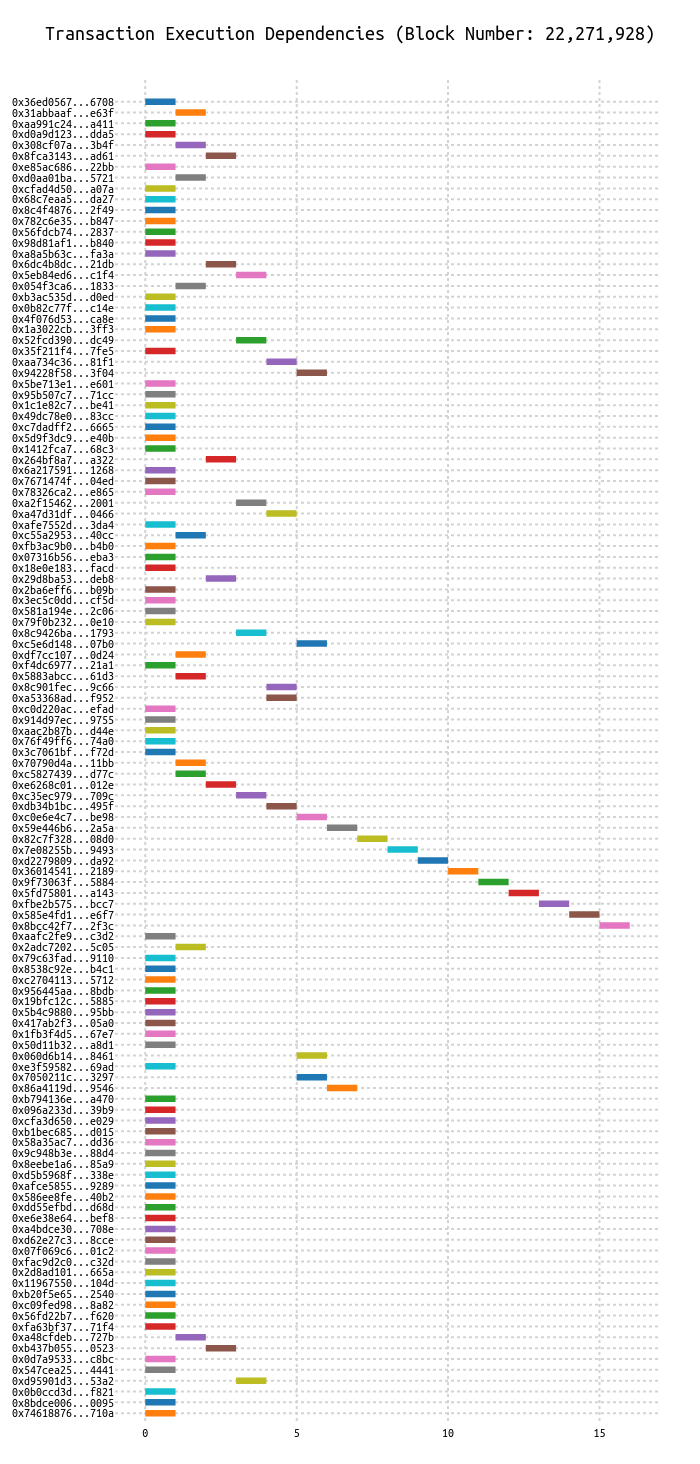 Transaction Execution Dependencies (Block Number: 22,271,928)
0x36ed0567...6708
0x31abbaaf...e63f
0xaa991c24...a411
0xd0a9d123...dda5
0x308cf07a...3b4f
0x8fca3143...ad61
0xe85ac686...22bb
0xd0aa01ba...5721
0xcfad4d50...a07a
0x68c7eaa5...da27
0x8c4f4876...2f49
0x782c6e35...b847
0x56fdcb74...2837
0x98d81af1...b840
0xa8a5b63c...fa3a
0x6dc4b8dc...21db
0x5eb84ed6...c1f4
0x054f3ca6...1833
0xb3ac535d...d0ed
0x0b82c77f...c14e
0x4f076d53...ca8e
0x1a3022cb...3ff3
0x52fcd390...dc49
0x35f211f4...7fe5
0xaa734c36...81f1
0x94228f58...3f04
0x5be713e1...e601
0x95b507c7...71cc
0x1c1e82c7...be41
0x49dc78e0...83cc
0xc7dadff2...6665
0x5d9f3dc9...e40b
0x1412fca7...68c3
0x264bf8a7...a322
0x6a217591...1268
0x7671474f...04ed
0x78326ca2...e865
0xa2f15462...2001
0xa47d31df...0466
0xafe7552d...3da4
0xc55a2953...40cc
0xfb3ac9b0...b4b0
0x07316b56...eba3
0x18e0e183...facd
0x29d8ba53...deb8
0x2ba6eff6...b09b
0x3ec5c0dd...cf5d
0x581a194e...2c06
0x79f0b232...0e10
0x8c9426ba...1793
0xc5e6d148...07b0
0xdf7cc107...0d24
0xf4dc6977...21a1
0x5883abcc...61d3
0x8c901fec...9c66
0xa53368ad...f952
0xc0d220ac...efad
0x914d97ec...9755
0xaac2b87b...d44e
0x76f49ff6...74a0
0x3c7061bf...f72d
0x70790d4a...11bb
0xc5827439...d77c
0xe6268c01...012e
0xc35ec979...709c
0xdb34b1bc...495f
0xc0e6e4c7...be98
0x59e446b6...2a5a
0x82c7f328...08d0
0x7e08255b...9493
0xd2279809...da92
0x36014541...2189
0x9f73063f...5884
0x5fd75801...a143
0xfbe2b575...bcc7
0x585e4fd1...e6f7
0x8bcc42f7...2f3c
0xaafc2fe9...c3d2
0x2adc7202...5c05
0x79c63fad...9110
0x8538c92e...b4c1
0xc2704113...5712
0x956445aa...8bdb
0x19bfc12c...5885
0x5b4c9880...95bb
0x417ab2f3...05a0
0x1fb3f4d5...67e7
0x50d11b32...a8d1
0x060d6b14...8461
0xe3f59582...69ad
0x7050211c...3297
0x86a4119d...9546
0xb794136e...a470
0x096a233d...39b9
0xcfa3d650...e029
0xb1bec685...d015
0x58a35ac7...dd36
0x9c948b3e...88d4
0x8eebe1a6...85a9
0xd5b5968f...338e
0xafce5855...9289
0x586ee8fe...40b2
0xdd55efbd...d68d
0xe6e38e64...bef8
0xa4bdce30...708e
0xd62e27c3...8cce
0x07f069c6...01c2
0xfac9d2c0...c32d
0x2d8ad101...665a
0x11967550...104d
0xb20f5e65...2540
0xc09fed98...8a82
0x56fd22b7...f620
0xfa63bf37...71f4
0xa48cfdeb...727b
0xb437b055...0523
0x0d7a9533...c8bc
0x547cea25...4441
0xd95901d3...53a2
0x0b0ccd3d...f821
0x8bdce006...0095
0x74618876...710a
0 5 10 15